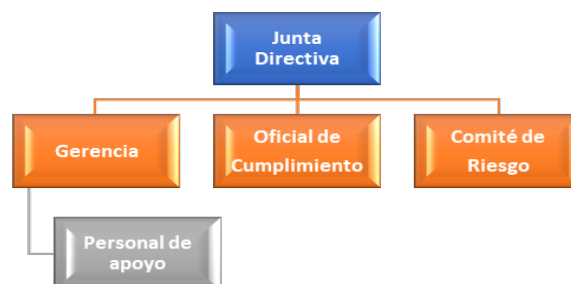 Junta
Directiva
Gerencia
Oficial de
Cumplimiento
Comité de
Riesgo
Personal de
apoyo